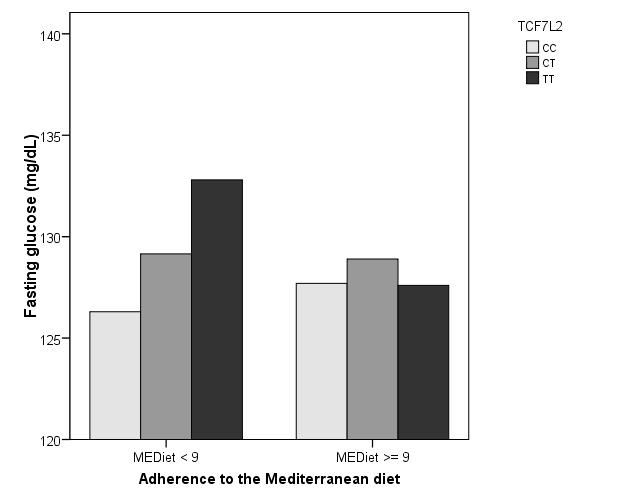 TCF7L2
CC
CT
TT
Fasting glucose (mg/dL)
140
135
130
125
120
MEDiet < 9
MEDiet >= 9
Adherence to the Mediterranean diet